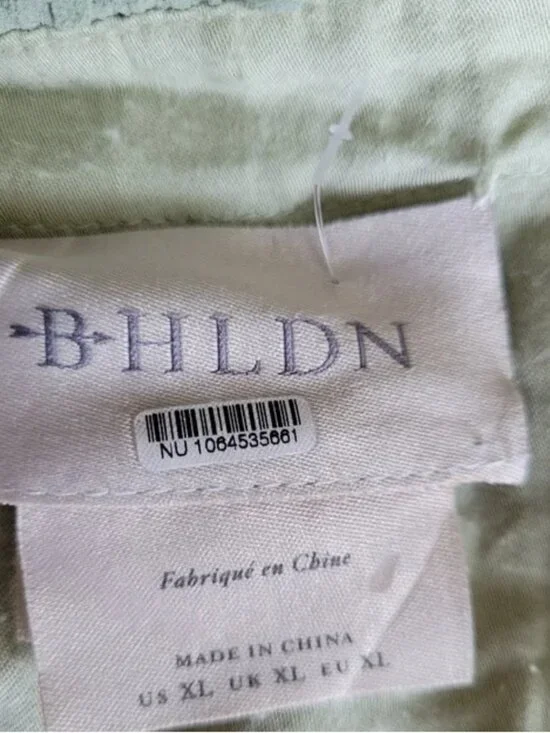 BHLDN
NU 1064535661
Fabriqué en Chine
MADE IN CHINA
US XL UK XL EU XL